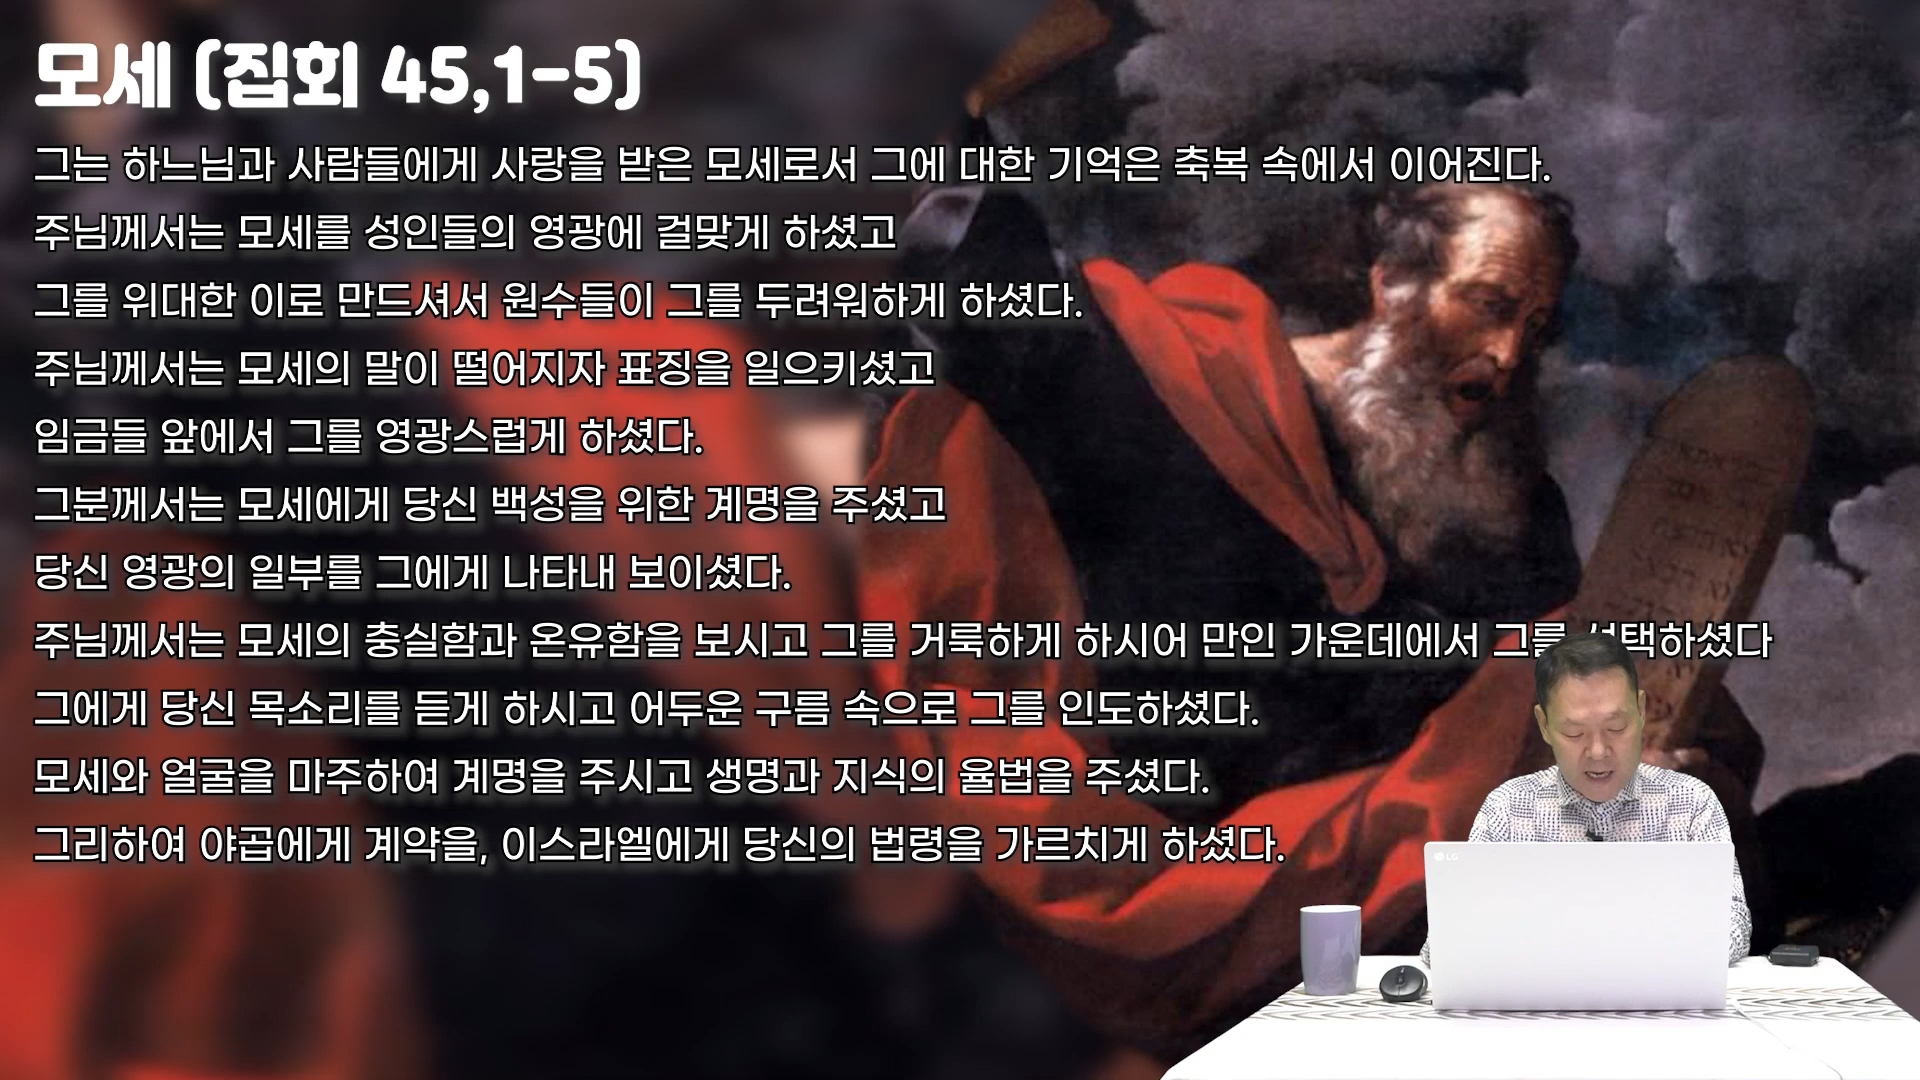 모세 (집회 45,1-5)
그는 하느님과 사람들에게 사랑을 받은 모세로서 그에 대한 기억은 축복 속에서 이어진다.
주님께서는 모세를 성인들의 영광에 걸맞게 하셨고
그를 위대한 이로 만드셔서 원수들이 그를 두려워하게 하셨다.
주님께서는 모세의 말이 떨어지자 표징을 일으키셨고
임금들 앞에서 그를 영광스럽게 하셨다.
그분께서는 모세에게 당신 백성을 위한 계명을 주셨고
당신 영광의 일부를 그에게 나타내 보이셨다.
주님께서는 모세의 충실함과 온유함을 보시고 그를 거룩하게 하시어 만인 가운데에서 그를
그에게 당신 목소리를 듣게 하시고 어두운 구름 속으로 그를 인도하셨다.
모세와 얼굴을 마주하여 계명을 주시고 생명과 지식의 율법을 주셨다.
그리하여 야곱에게 계약을, 이스라엘에게 당신의 법령을 가르치게 하셨다.
LG